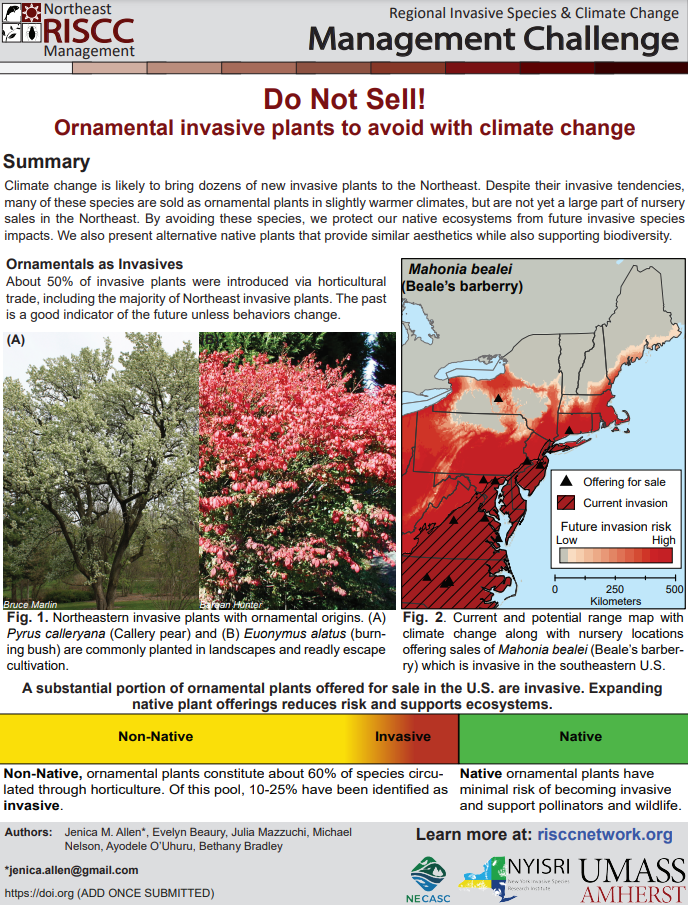 Northeast
RISCC
Management
Regional Invasive Species & Climate Change
Management Challenge
Do Not Sell!
Ornamental invasive plants to avoid with climate change
Summary
Climate change is likely to bring dozens of new invasive plants to the Northeast. Despite their invasive tendencies,
many of these species are sold as ornamental plants in slightly warmer climates, but are not yet a large part of nursery
sales in the Northeast. By avoiding these species, we protect our native ecosystems from future invasive species
impacts. We also present alternative native plants that provide similar aesthetics while also supporting biodiversity.
Ornamentals as Invasives
About 50% of invasive plants were introduced via horticultural
trade, including the majority of Northeast invasive plants. The past
is a good indicator of the future unless behaviors change.
(A)
Bruce Marlin
Hunter
Fig. 1. Northeastern invasive plants with ornamental origins. (A)
Pyrus calleryana (Callery pear) and (B) Euonymus alatus (burn-
ing bush) are commonly planted in landscapes and readily escape
cultivation.
Mahonia bealei
(Beale's barberry)
Offering for sale
Current invasion
Future invasion risk
Low High
0 250 500
Kilometers
Fig. 2. Current and potential range map with
climate change along with nursery locations
offering sales of Mahonia bealei (Beale's barber-
ry) which is invasive in the southeastern U.S.
A substantial portion of ornamental plants offered for sale in the U.S. are invasive. Expanding
native plant offerings reduces risk and supports ecosystems.
Non-Native Invasive Native
Non-Native, ornamental plants constitute about 60% of species circu-
lated through horticulture. Of this pool, 10-25% have been identified as
invasive.
Native ornamental plants have
minimal risk of becoming invasive
and support pollinators and wildlife.
Authors: Jenica M. Allen*, Evelyn Beaury, Julia Mazzuchi, Michael
Nelson, Ayodele O'Uhuru, Bethany Bradley
*jenica.allen@gmail.com
https://doi.org (ADD ONCE SUBMITTED)
Learn more at: risccnetwork.org
NECASC
NYISRI
New York Invasive Species
Research Institute
UMASS
AMHERST